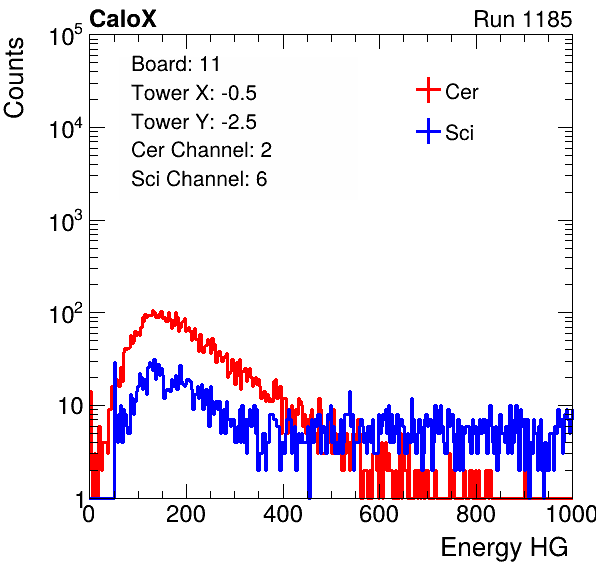 CaloX Run 1185
Counts
10^5
10^4
10^3
10^2
10
1
Board: 11
Tower X: -0.5
Tower Y: -2.5
Cer Channel: 2
Sci Channel: 6
Cer
Sci
0 200 400 600 800 1000
Energy HG